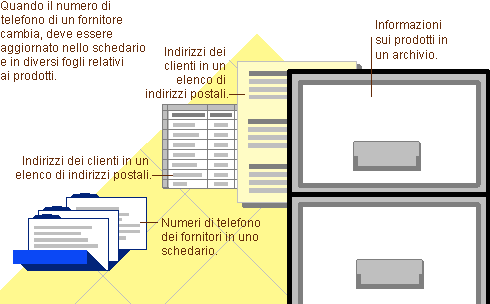 Quando il numero di
telefono di un fornitore
cambia, deve essere
aggiornato nello schedario
e in diversi fogli relativi
ai prodotti.
Indirizzi dei
clienti in un
elenco di
indirizzi postali.
Informazioni
sui prodotti in
un archivio.
Indirizzi dei clienti in un
elenco di indirizzi postali.
Numeri di telefono
dei fornitori in uno
schedario.